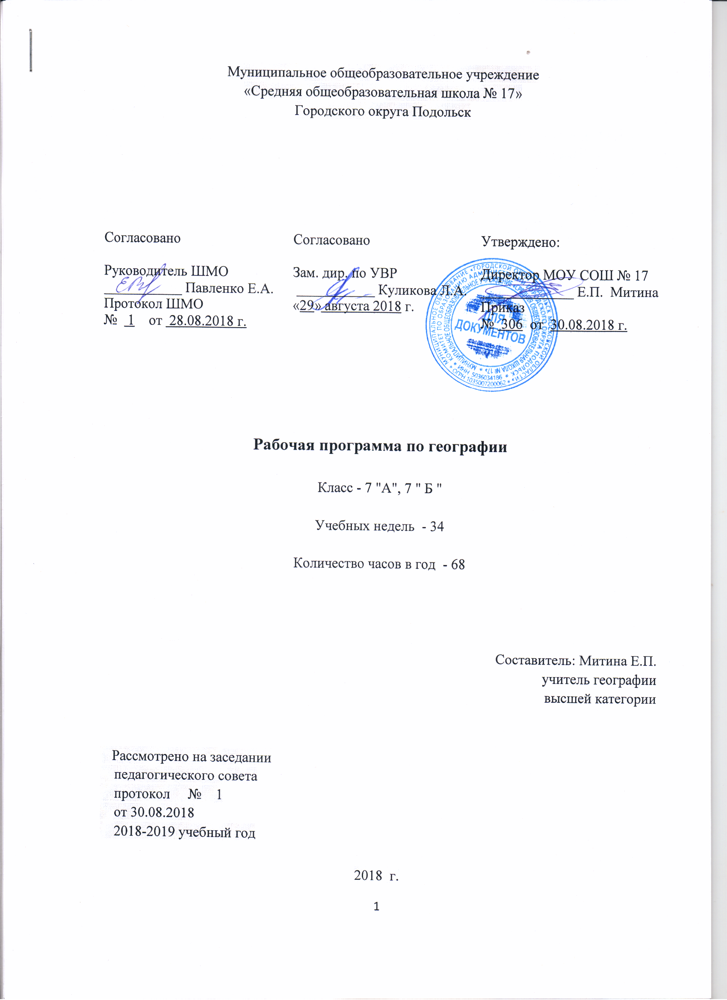 Муниципальное общеобразовательное учреждение
«Средняя общеобразовательная школа № 17»
Городского округа Подольск
Согласовано
Руководитель ШМО
____________ Павленко Е.А.
Протокол ШМО
№ 1 от 28.08.2018 г.
Согласовано
Зам. дир. по УВР
____________ Куликова Л.А.
«29» августа 2018 г.
Утверждено:
Директор МОУ СОШ № 17
______________ Е.П. Митина
Приказ
№ 306 от 30.08.2018 г.
ДЛЯ
ДОКУМЕНТОВ
* ИНН 5036034186 *
* ОГРН 1035007200062 *
Рабочая программа по географии
Класс - 7 "А", 7 " Б "
Учебных недель - 34
Количество часов в год - 68
Составитель: Митина Е.П.
учитель географии
высшей категории
Рассмотрено на заседании
педагогического совета
протокол № 1
от 30.08.2018
2018-2019 учебный год
2018 г.
1